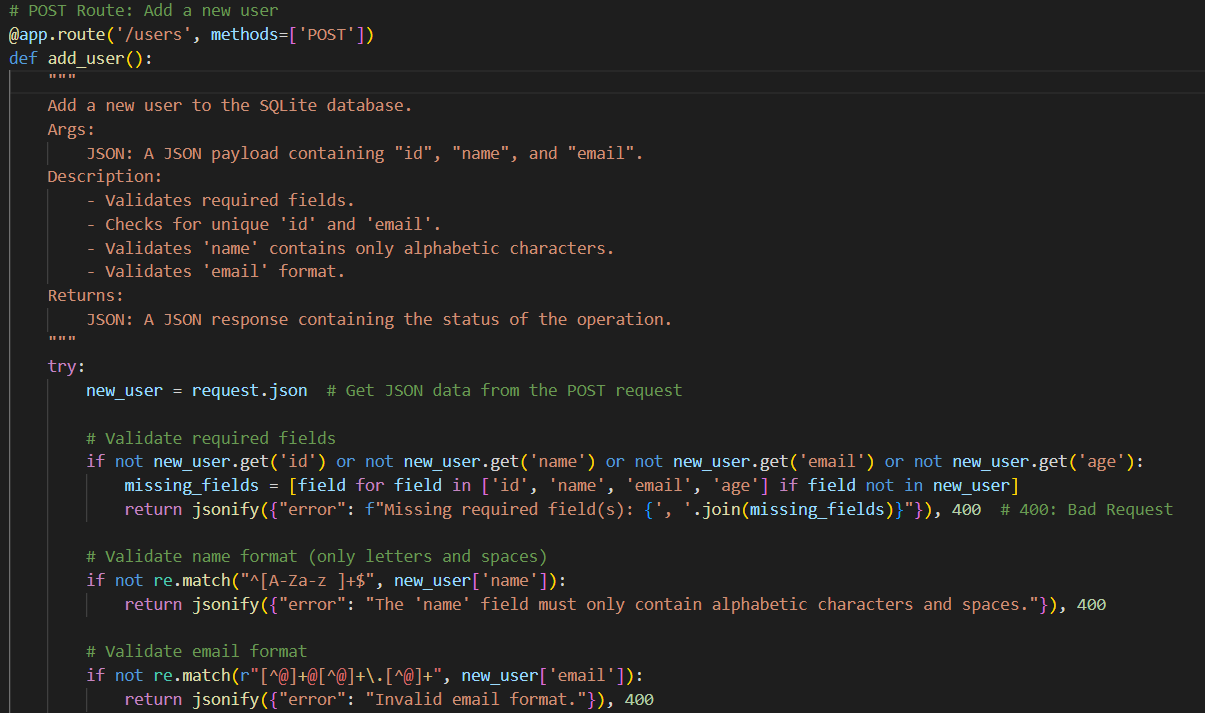 # POST Route: Add a new user
@app.route('/users', methods=['POST'])
def add_user():
"""
Add a new user to the SQLite database.
Args:
JSON: A JSON payload containing "id", "name", and "email".
Description:
- Validates required fields.
- Checks for unique 'id' and 'email'.
- Validates 'name' contains only alphabetic characters.
- Validates 'email' format.
Returns:
JSON: A JSON response containing the status of the operation.
"""
try:
new_user = request.json  # Get JSON data from the POST request
# Validate required fields
if not new_user.get('id') or not new_user.get('name') or not new_user.get('email') or not new_user.get('age'):
missing_fields = [field for field in ['id', 'name', 'email', 'age'] if field not in new_user]
return jsonify({"error": f"Missing required field(s): {', '.join(missing_fields)}"}), 400  # 400: Bad Request
# Validate name format (only letters and spaces)
if not re.match("^[A-Za-z ]+$", new_user['name']):
return jsonify({"error": "The 'name' field must only contain alphabetic characters and spaces."}), 400
# Validate email format
if not re.match(r"[^@]+@[^@]+\.[^@]+", new_user['email']):
return jsonify({"error": "Invalid email format."}), 400